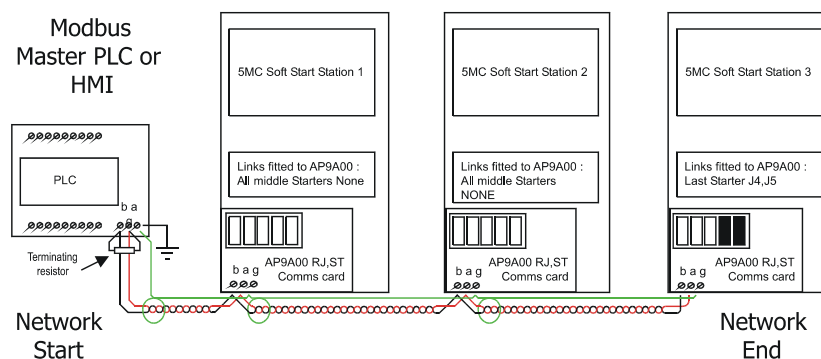 Modbus
Master PLC or
HMI
5MC Soft Start Station 1
5MC Soft Start Station 2
5MC Soft Start Station 3
Links fitted to AP9A00 :
All middle Starters None
Links fitted to AP9A00 :
All middle Starters
NONE
Links fitted to AP9A00 :
Last Starter J4,J5
PLC
b a
g
Terminating
resistor
AP9A00 RJ,ST
Comms card
b a g
AP9A00 RJ,ST
Comms card
b a g
AP9A00 RJ,ST
Comms card
b a g
Network
Start
Network
End